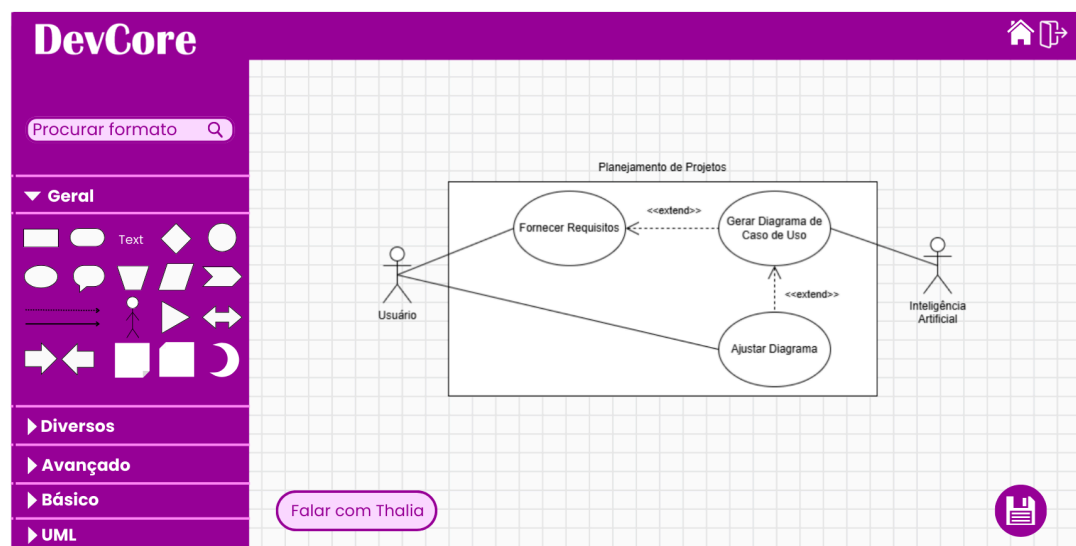 DevCore
Procurar formato
Geral
Text
Diversos
Avançado
Básico
UML
Planejamento de Projetos
Fornecer Requisitos
<<extend>>
Gerar Diagrama de
Caso de Uso
<<extend>>
Ajustar Diagrama
Usuário
Inteligência
Artificial
Falar com Thalia